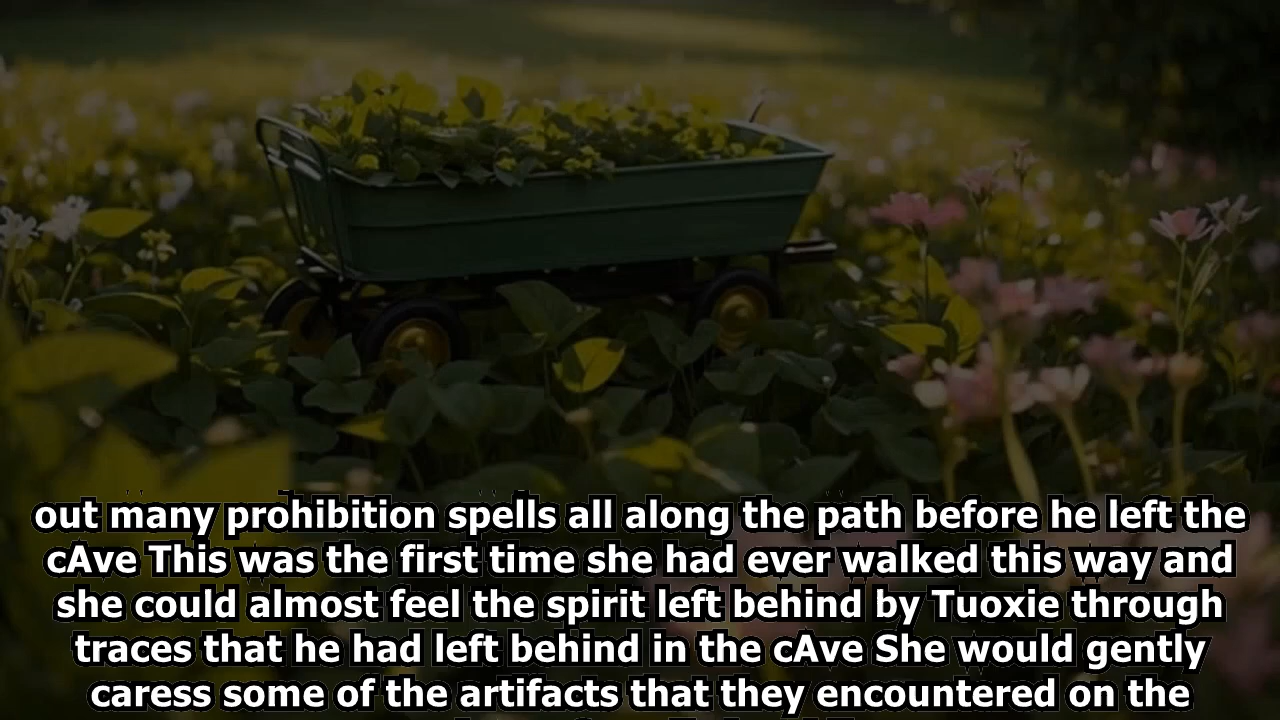 out many prohibition spells all along the path before he left the
cAve This was the first time she had ever walked this way and
she could almost feel the spirit left behind by Tuoxie through
traces that he had left behind in the cAve She would gently
caress some of the artifacts that they encountered on the